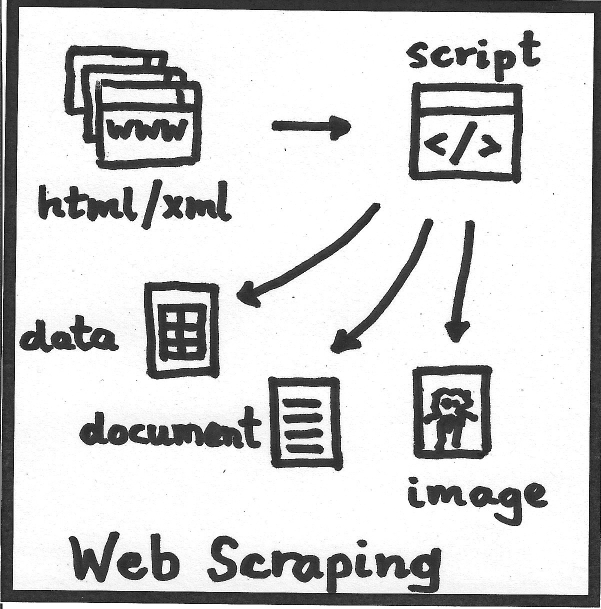 script
www
</>
html/xml
data
document
image
Web Scraping